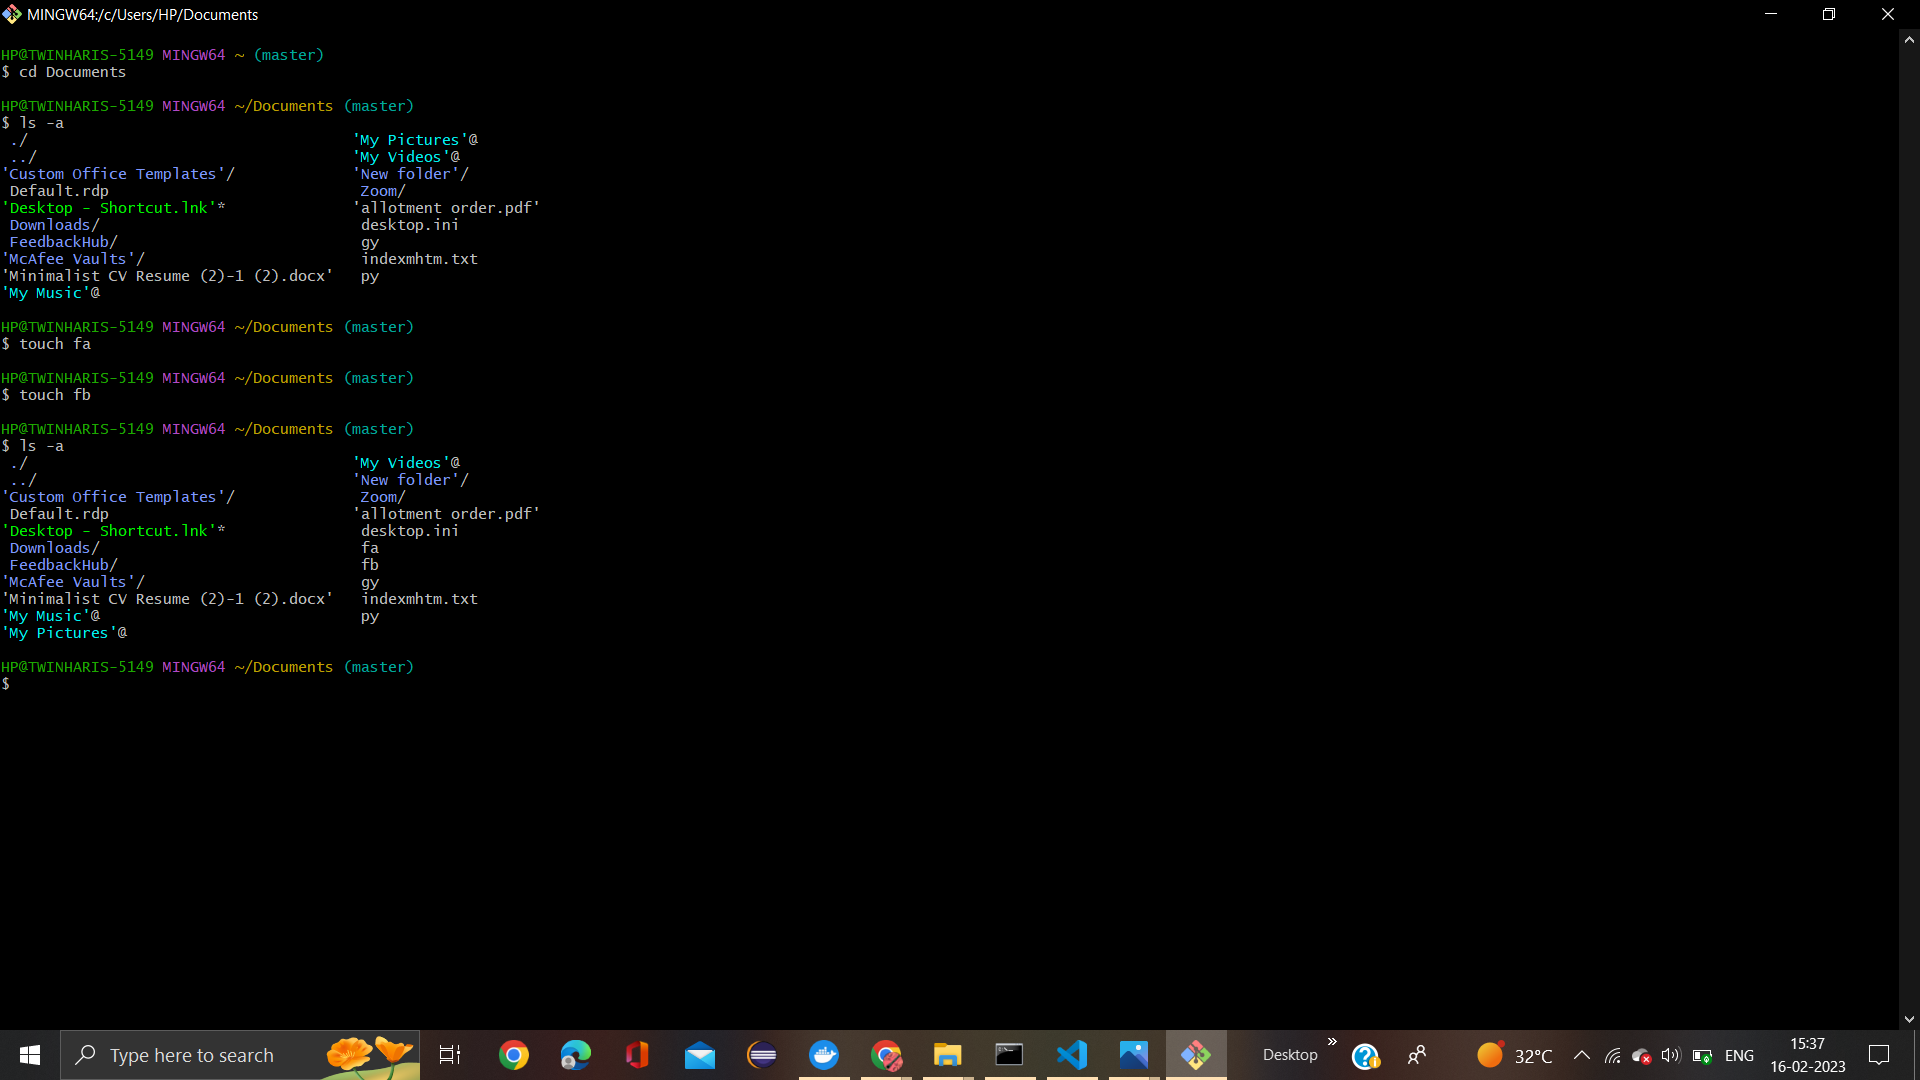 MINGW64:/c/Users/HP/Documents
HP@TWINHARIS-5149 MINGW64 ~ (master)
$ cd Documents
HP@TWINHARIS-5149 MINGW64 ~/Documents (master)
$ ls -a
./ 'My Pictures'@
../ 'My Videos'@
'Custom Office Templates'/ 'New folder'/
Default.rdp Zoom/
'Desktop - Shortcut.lnk'* 'allotment order.pdf'
Downloads/ desktop.ini
FeedbackHub/ gy
'McAfee Vaults'/ indexmhtm.txt
'Minimalist CV Resume (2)-1 (2).docx' py
'My Music'@
HP@TWINHARIS-5149 MINGW64 ~/Documents (master)
$ touch fa
HP@TWINHARIS-5149 MINGW64 ~/Documents (master)
$ touch fb
HP@TWINHARIS-5149 MINGW64 ~/Documents (master)
$ ls -a
./ 'My Videos'@
../ 'New folder'/
'Custom Office Templates'/ Zoom/
Default.rdp 'allotment order.pdf'
'Desktop - Shortcut.lnk'* desktop.ini
Downloads/ fa
FeedbackHub/ fb
'McAfee Vaults'/ gy
'Minimalist CV Resume (2)-1 (2).docx' indexmhtm.txt
'My Music'@ py
'My Pictures'@
HP@TWINHARIS-5149 MINGW64 ~/Documents (master)
$
Type here to search
Desktop
32°C
ENG
15:37
16-02-2023